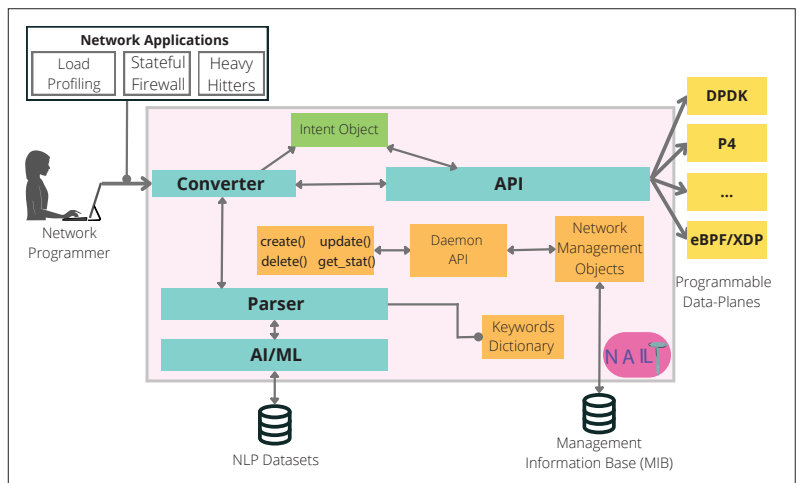 Network Applications
Load
Profiling
Stateful
Firewall
Heavy
Hitters
Intent Object
Converter
API
DPDK
P4
...
eBPF/XDP
Programmable
Data-Planes
Network
Programmer
create() update()
delete() get_stat()
Daemon
API
Network
Management
Objects
Parser
AI/ML
Keywords
Dictionary
NAIL
NLP Datasets
Management
Information Base (MIB)